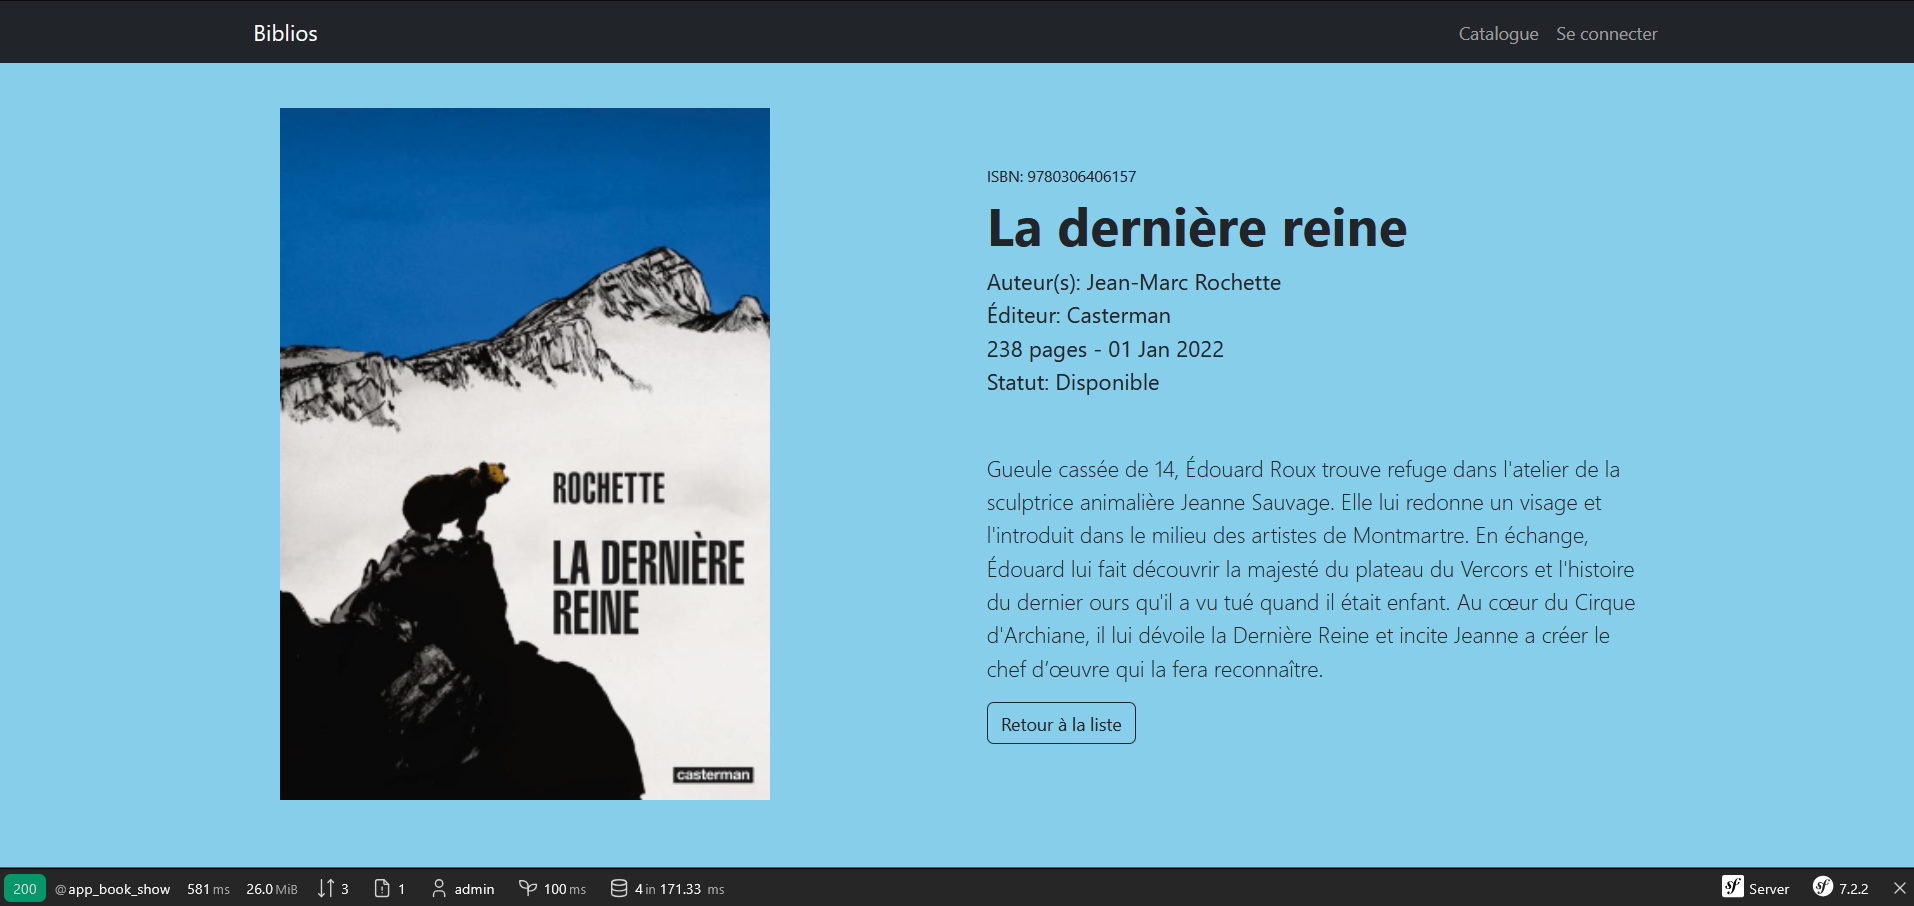 Biblios
Catalogue
Se connecter
ROCHETTE
LA DERNIÈRE
REINE
casterman
ISBN: 9780306406157
La dernière reine
Auteur(s): Jean-Marc Rochette
Éditeur: Casterman
238 pages - 01 Jan 2022
Statut: Disponible
Gueule cassée de 14, Édouard Roux trouve refuge dans l'atelier de la
sculptrice animalière Jeanne Sauvage. Elle lui redonne un visage et
l'introduit dans le milieu des artistes de Montmartre. En échange,
Édouard lui fait découvrir la majesté du plateau du Vercors et l'histoire
du dernier ours qu'il a vu tué quand il était enfant. Au cœur du Cirque
d'Archiane, il lui dévoile la Dernière Reine et incite Jeanne a créer le
chef d’œuvre qui la fera reconnaître.
Retour à la liste
200 @app_book_show 581 ms 26.0 MiB 3 1 admin 100 ms 4 in 171.33 ms sf Server sf 7.2.2